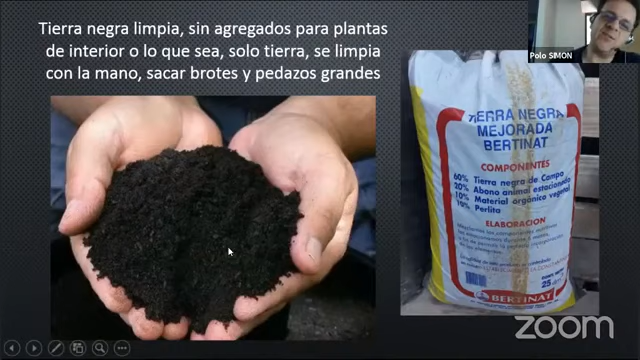 Tierra negra limpia, sin agregados para plantas
de interior o lo que sea, solo tierra, se limpia
con la mano, sacar brotes y pedazos grandes
Polo SIMON
TIERRA NEGRA
MEJORADA
BERTINAT
COMPONENTES
60% Tierra negra de Campo
20% Abono animal estacionado
10% Material orgánico vegetal
10% Perlita
ELABORACION
25
BERTINAT
zoom